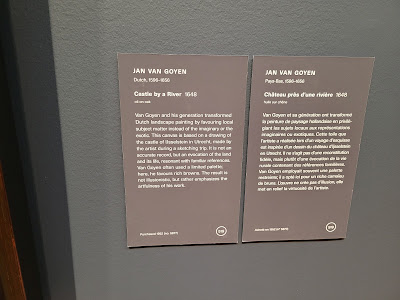 JAN VAN GOYEN
Dutch, 1596-1656
Castle by a River 1648
oil on oak
Van Goyen and his generation transformed
Dutch landscape painting by favouring local
subject matter instead of the imaginary or the
exotic. This canvas is based on a drawing of
the castle of IJsselstein in Utrecht, made by
the artist during a sketching trip. It is not an
accurate record, but an evocation of the land
and its life, resonant with familiar references.
Van Goyen often used a limited palette;
here, he favours rich browns. The result is
not illusionistic, but rather emphasizes the
artfulness of his work.
JAN VAN GOYEN
Pays-Bas, 1596-1656
Château près d'une rivière 1648
huile sur chêne
Van Goyen et sa génération ont transformé
la peinture de paysage hollandaise en privilé-
giant les sujets locaux aux représentations
imaginaires ou exotiques. Cette toile que
l'artiste a réalisée lors d'un voyage d'esquisse
est inspirée d'un dessin du château d'IJsselstein
en Utrecht. Il ne s'agit pas d'une reconstitution
fidèle, mais plutôt d'une évocation de la vie
rurale contenant des références familières.
Van Goyen employait souvent une palette
restreinte; il a opté ici pour un riche camaïeu
de bruns. L'œuvre ne crée pas d'illusion, elle
met en relief la virtuosité de l'artiste.